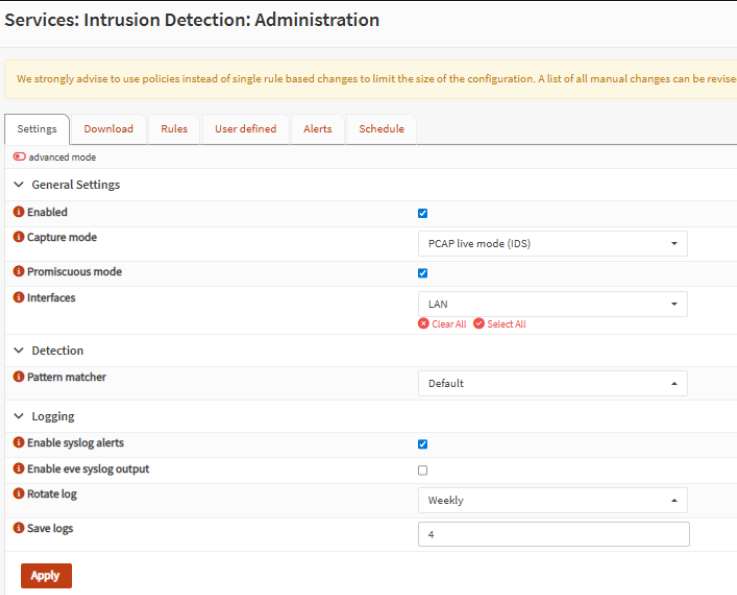 Services: Intrusion Detection: Administration
We strongly advise to use policies instead of single rule based changes to limit the size of the configuration. A list of all manual changes can be revise
Settings Download Rules User defined Alerts Schedule
advanced mode
General Settings
Enabled
Capture mode PCAP live mode (IDS)
Promiscuous mode
Interfaces LAN
Clear All Select All
Detection
Pattern matcher Default
Logging
Enable syslog alerts
Enable eve syslog output
Rotate log Weekly
Save logs 4
Apply